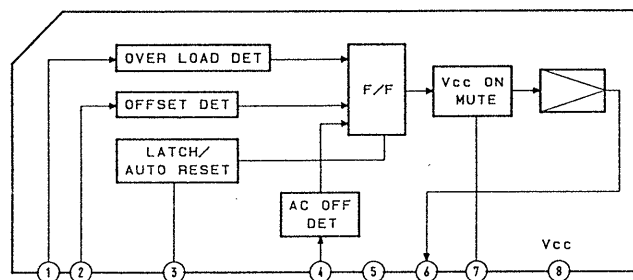 OVER LOAD DET
OFFSET DET
LATCH/
AUTO RESET
F/F
Vcc ON
MUTE
AC OFF
DET
Vcc
1 2 3 4 5 6 7 8